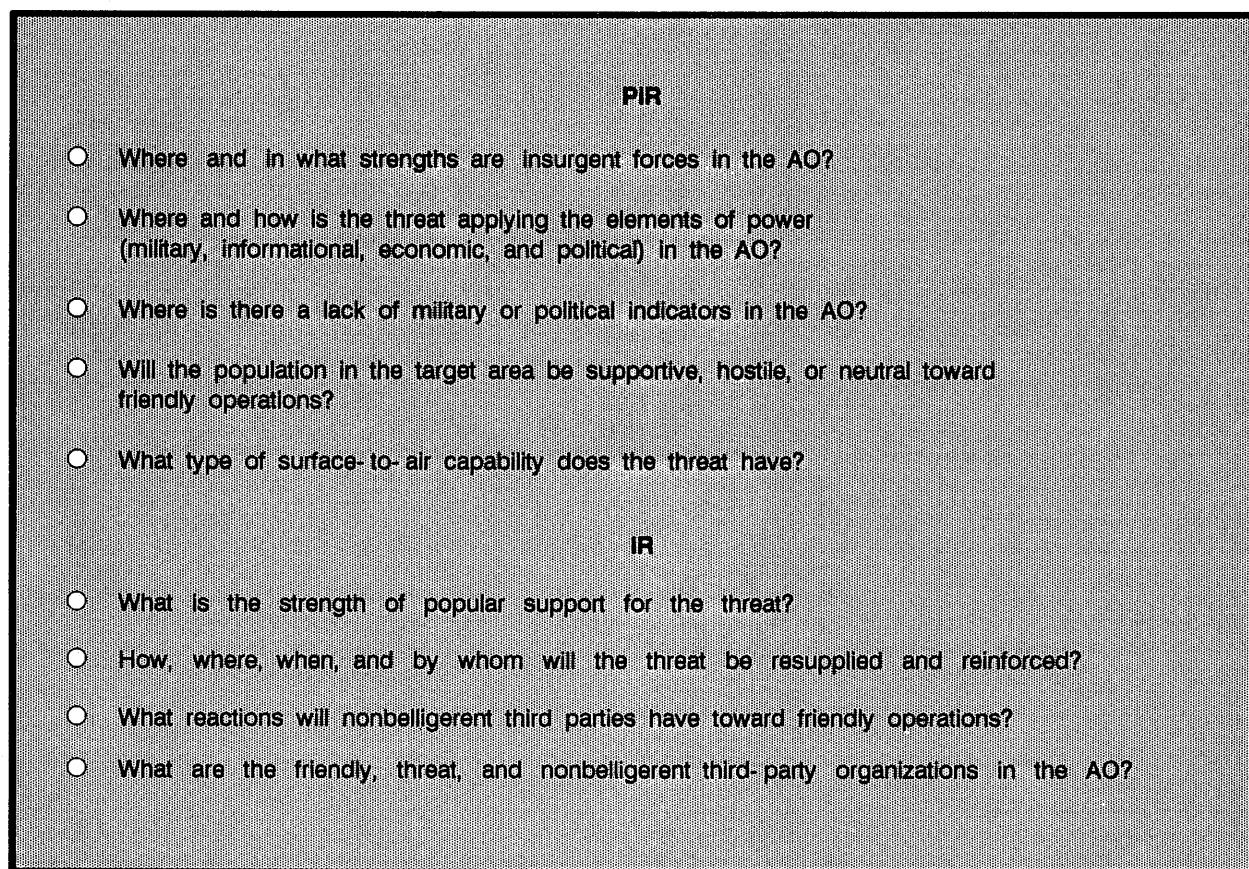 PIR
Where and in what strengths are insurgent forces in the AO?
Where and how is the threat applying the elements of power
(military, informational, economic, and political) in the AO?
Where is there a lack of military or political indicators in the AO?
Will the population in the target area be supportive, hostile, or neutral toward
friendly operations?
What type of surface-to-air capability does the threat have?
IR
What is the strength of popular support for the threat?
How, where, when, and by whom will the threat be resupplied and reinforced?
What reactions will nonbelligerent third parties have toward friendly operations?
What are the friendly, threat, and nonbelligerent third-party organizations in the AO?